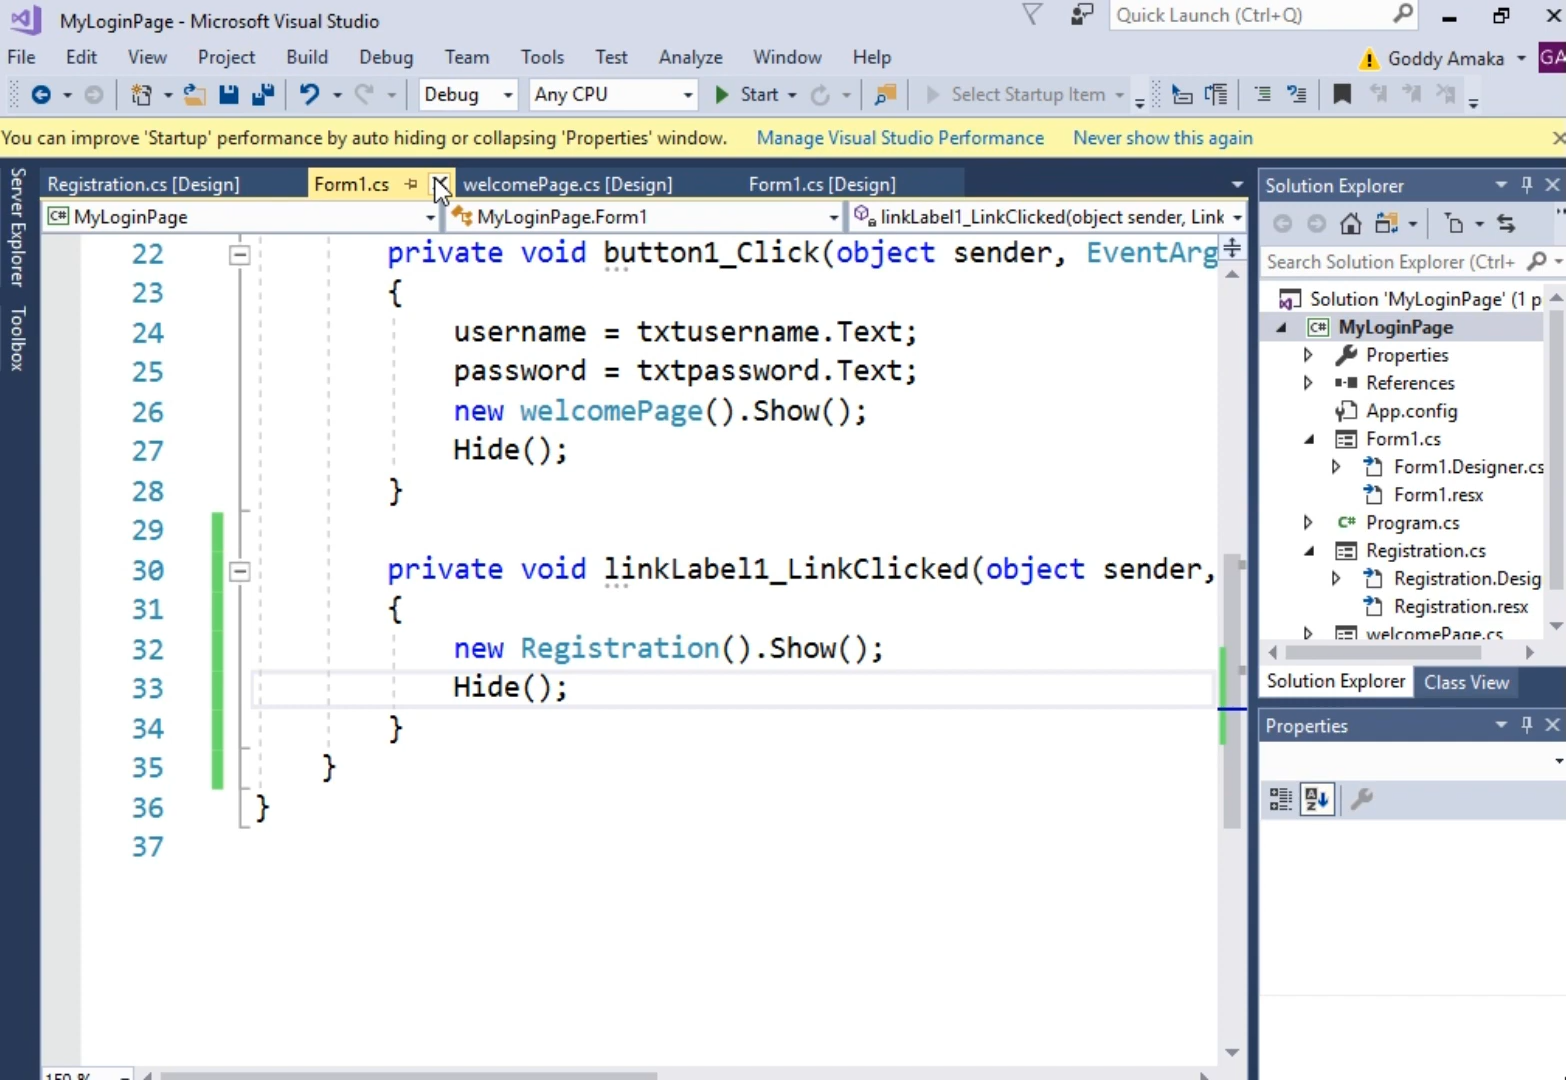 MyLoginPage - Microsoft Visual Studio
Quick Launch (Ctrl+Q)
File Edit View Project Build Debug Team Tools Test Analyze Window Help
Goddy Amaka GA
Debug Any CPU Start Select Startup Item
You can improve 'Startup' performance by auto hiding or collapsing 'Properties' window. Manage Visual Studio Performance Never show this again
Server Explorer
Toolbox
Registration.cs [Design] Form1.cs welcomePage.cs [Design] Form1.cs [Design]
C# MyLoginPage MyLoginPage.Form1 linkLabel1_LinkClicked(object sender, Link
22 private void button1_Click(object sender, EventArg
23 {
24 username = txtusername.Text;
25 password = txtpassword.Text;
26 new welcomePage().Show();
27 Hide();
28 }
29
30 private void linkLabel1_LinkClicked(object sender,
31 {
32 new Registration().Show();
33 Hide();
34 }
35 }
36 }
37
150 %
Solution Explorer
Search Solution Explorer (Ctrl+
Solution 'MyLoginPage' (1 p
C# MyLoginPage
Properties
References
App.config
Form1.cs
Form1.Designer.cs
Form1.resx
C# Program.cs
Registration.cs
Registration.Desig
Registration.resx
welcomePage.cs
Solution Explorer Class View
Properties